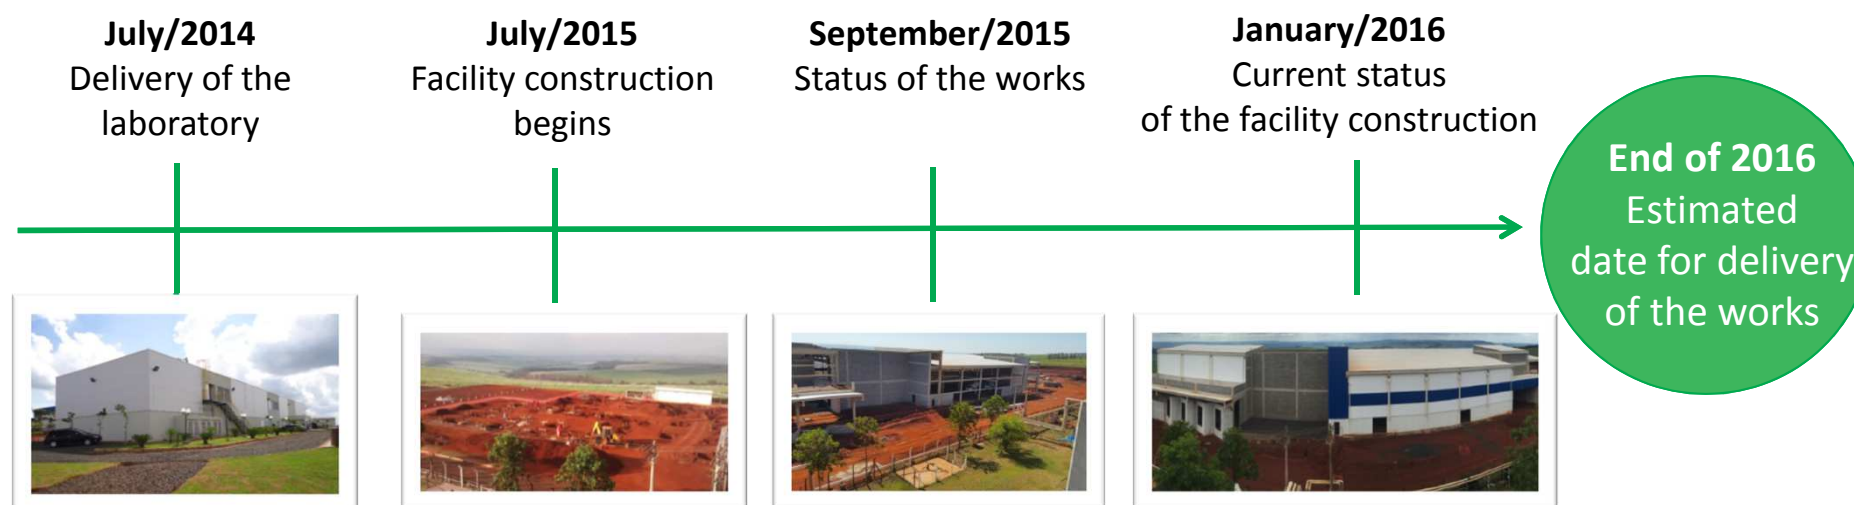 July/2014
Delivery of the
laboratory
July/2015
Facility construction
begins
September/2015
Status of the works
January/2016
Current status
of the facility construction
End of 2016
Estimated
date for delivery
of the works